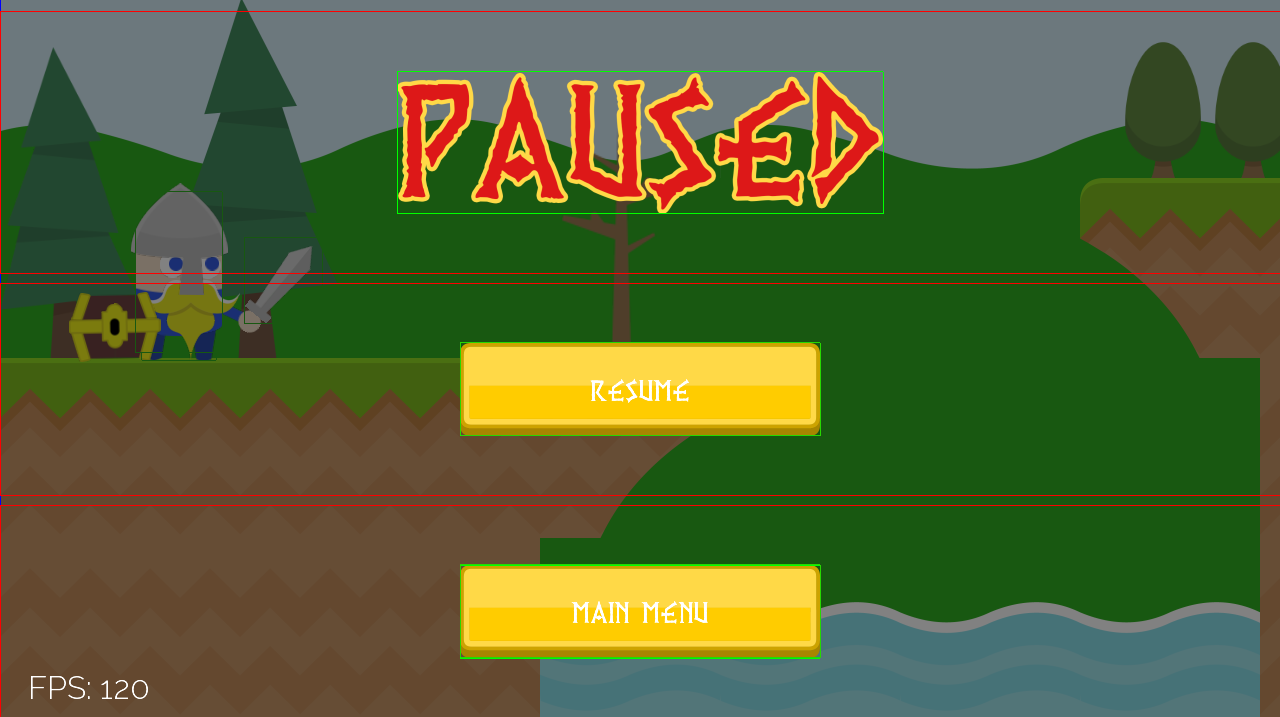 PAUSED
RESUME
MAIN MENU
FPS: 120